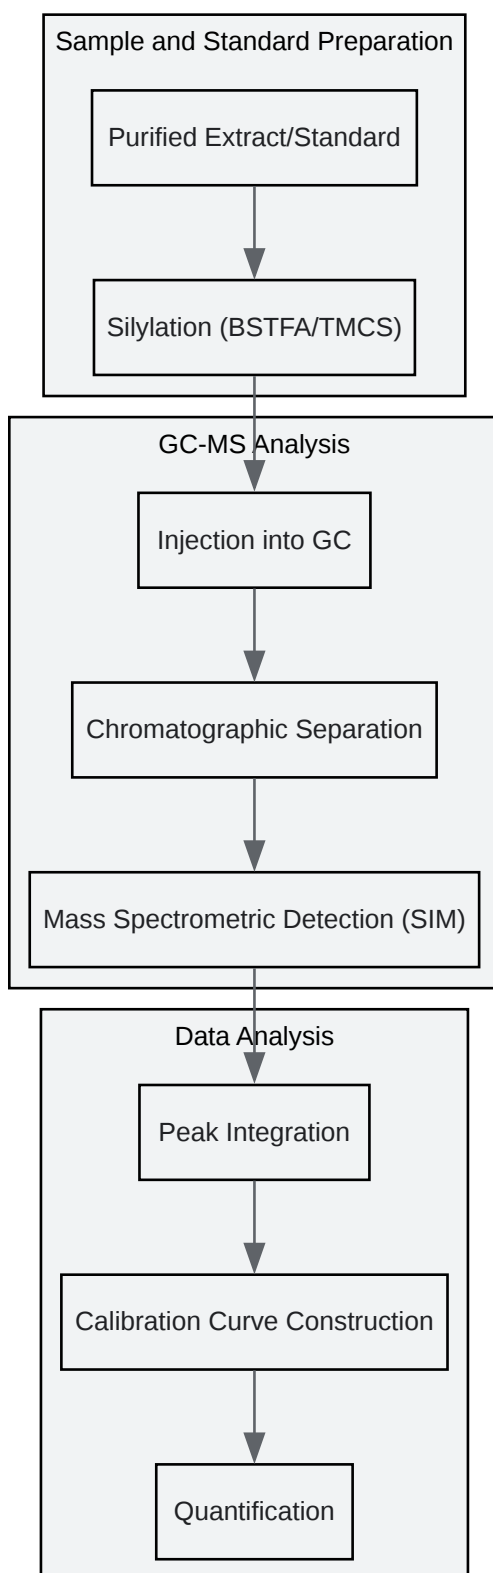 Sample and Standard Preparation
Purified Extract/Standard
Silylation (BSTFA/TMCS)
GC-MS Analysis
Injection into GC
Chromatographic Separation
Mass Spectrometric Detection (SIM)
Data Analysis
Peak Integration
Calibration Curve Construction
Quantification